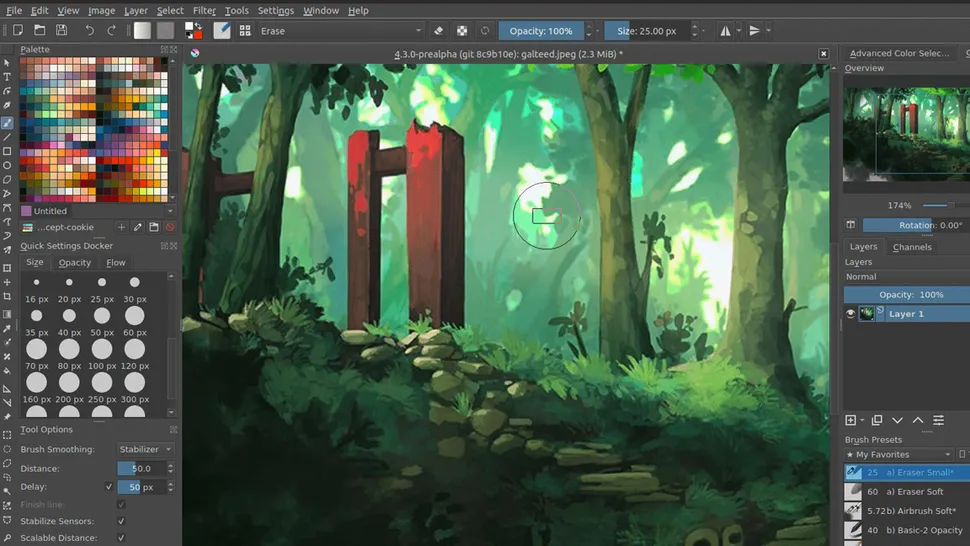 File Edit View Image Layer Select Filter Tools Settings Window Help
Erase Opacity: 100% Size: 25.00 px
Palette
4.3.0-prealpha (git 8c9b10e): galteed.jpeg (2.3 MiB) *
Advanced Color Selec...
Overview
Untitled
...cept-cookie
Quick Settings Docker
Size Opacity Flow
16 px 20 px 25 px 30 px
35 px 40 px 50 px 60 px
70 px 80 px 100 px 120 px
160 px 200 px 250 px 300 px
Tool Options
Brush Smoothing: Stabilizer
Distance: 50.0
Delay: 50 px
Finish line:
Stabilize Sensors:
Scalable Distance:
174%
Rotation: 0.00°
Layers Channels
Layers
Normal
Opacity: 100%
Layer 1
Brush Presets
★ My Favorites
25 a) Eraser Small*
60 a) Eraser Soft
5.72 b) Airbrush Soft*
40 b) Basic-2 Opacity